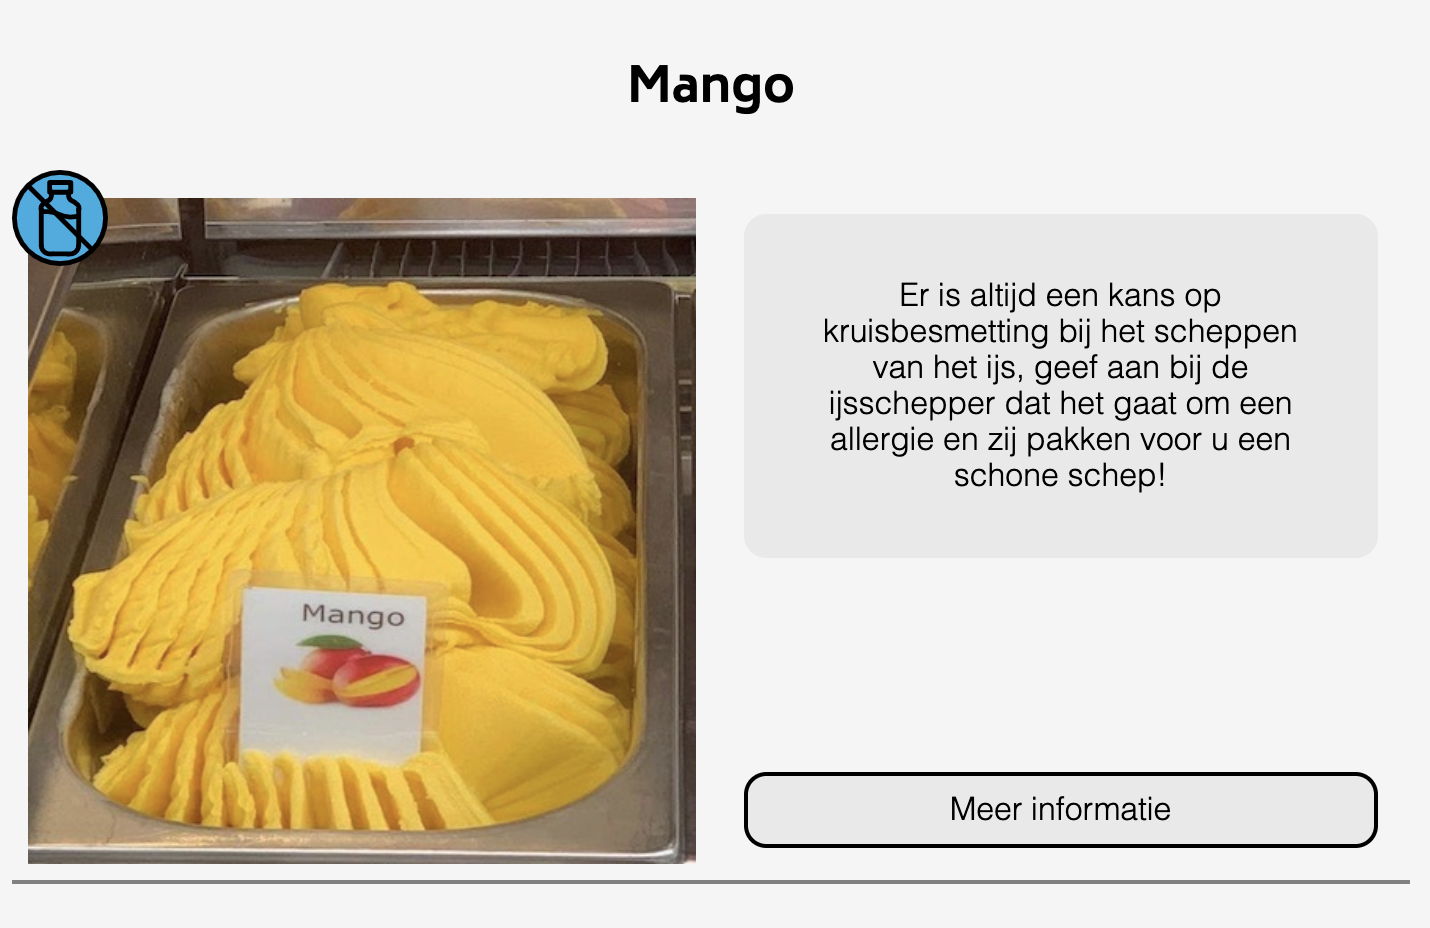 Mango
Er is altijd een kans op
kruisbesmetting bij het scheppen
van het ijs, geef aan bij de
ijsschepper dat het gaat om een
allergie en zij pakken voor u een
schone schep!
Mango
Meer informatie